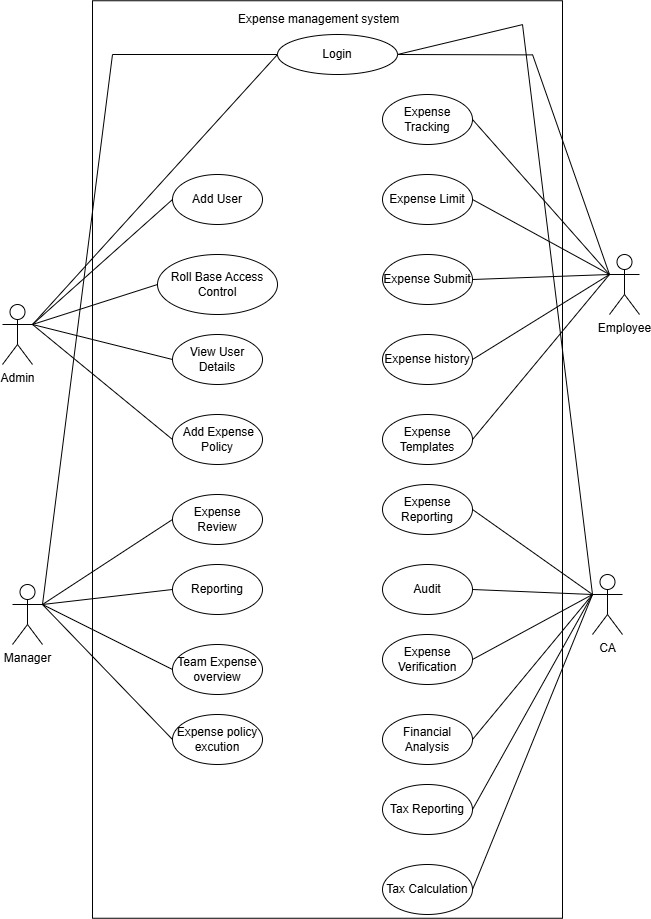 Expense management system
Login
Expense
Tracking
Add User
Expense Limit
Roll Base Access
Control
Expense Submit
Employee
Admin
View User
Details
Expense history
Add Expense
Policy
Expense
Templates
Expense
Review
Expense
Reporting
Reporting
Audit
Manager
CA
Team Expense
overview
Expense
Verification
Expense policy
excution
Financial
Analysis
Tax Reporting
Tax Calculation